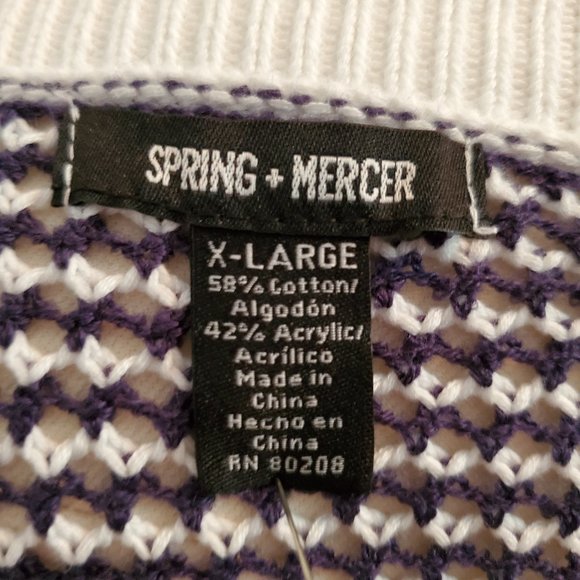 SPRING + MERCER
X-LARGE
58% Cotton/
Algodón
42% Acrylic/
Acrílico
Made in
China
Hecho en
China
RN 80208